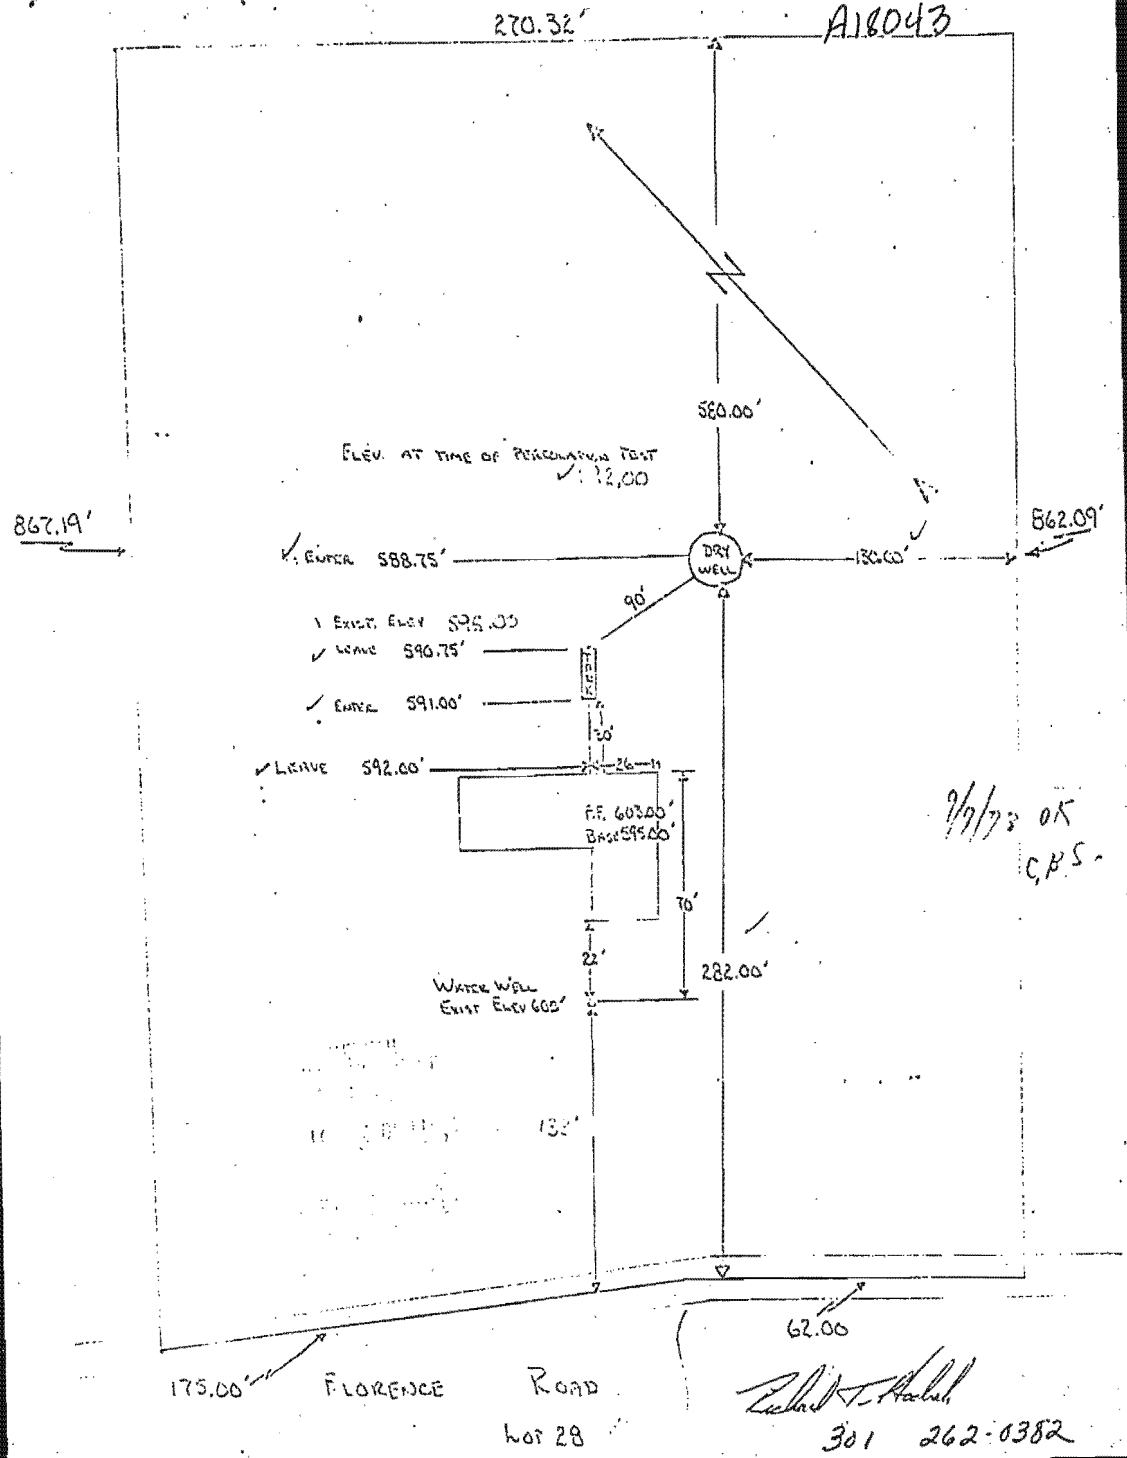 270.32'
A18043
580.00'
ELEV. AT TIME OF PERCOLATION TEST
867.19'
862.09'
ENTER 588.75'
DRY
WELL
130.00'
90'
EXIST. ELEV 595.00
LEAVE 590.75'
TANK
ENTER 591.00'
20'
LEAVE 592.00'
26
F.F. 603.00'
BASE 595.00'
OK
C.B.S.
70'
22'
282.00'
WATER WELL
EXIST ELEV 600'
62.00
175.00'
FLORENCE ROAD
LOT 28
301 262-0382